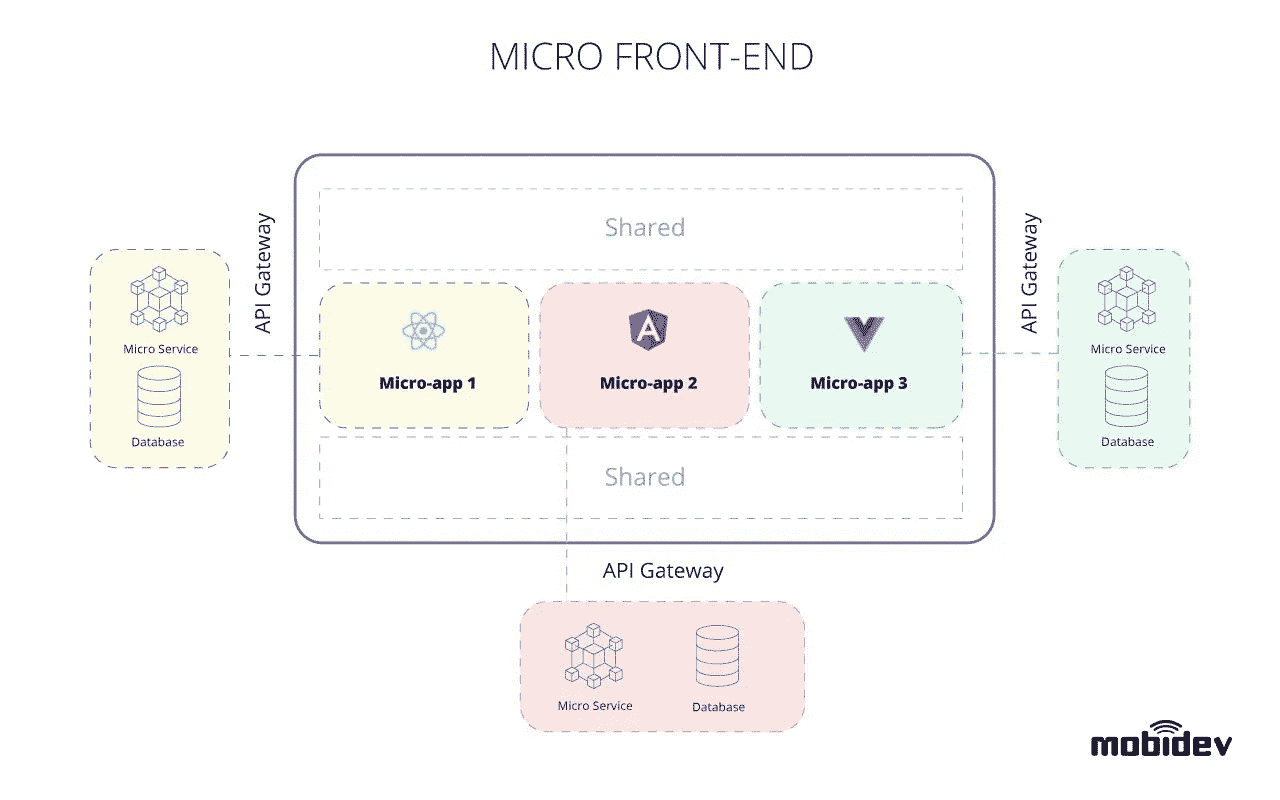 MICRO FRONT-END
Shared
API Gateway
API Gateway
Micro Service
Database
Micro-app 1
Micro-app 2
Micro-app 3
Micro Service
Database
Shared
API Gateway
Micro Service
Database
mobidev